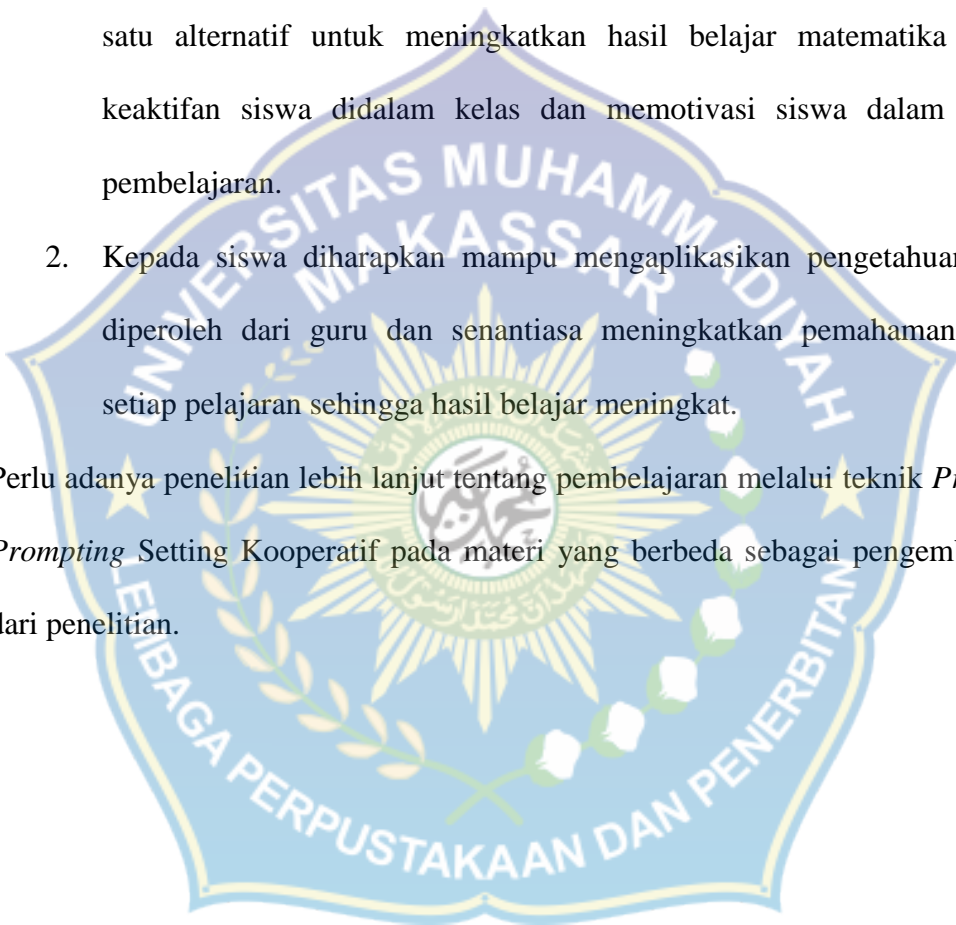 satu alternatif untuk meningkatkan hasil belajar matematika
keaktifan siswa didalam kelas dan memotivasi siswa dalam
pembelajaran.
2. Kepada siswa diharapkan mampu mengaplikasikan pengetahuan
diperoleh dari guru dan senantiasa meningkatkan pemahaman
setiap pelajaran sehingga hasil belajar meningkat.
Perlu adanya penelitian lebih lanjut tentang pembelajaran melalui teknik
Prompting Setting Kooperatif pada materi yang berbeda sebagai
dari penelitian.
UNIVERSITAS MUHAMMADIYAH
MAKASSAR
LEMBAGA PERPUSTAKAAN DAN PENERBITAN